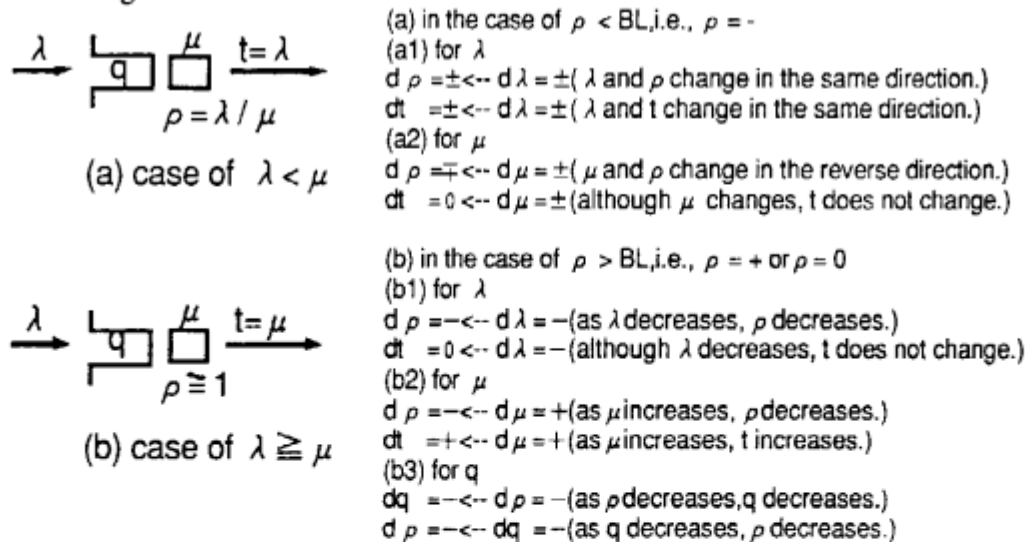 λ q μ t= λ
ρ = λ / μ
(a) case of λ < μ
(a) in the case of ρ < BL,i.e., ρ = -
(a1) for λ
d ρ =±<-- d λ = ±( λ and ρ change in the same direction.)
dt =±<-- d λ = ±( λ and t change in the same direction.)
(a2) for μ
d ρ =∓<-- d μ = ±( μ and ρ change in the reverse direction.)
dt = 0 <-- d μ = ± (although μ changes, t does not change.)
λ q μ t= μ
ρ ≅ 1
(b) case of λ ≧ μ
(b) in the case of ρ > BL,i.e., ρ = + or ρ = 0
(b1) for λ
d ρ = -<-- d λ = -(as λ decreases, ρ decreases.)
dt = 0 <-- d λ = -(although λ decreases, t does not change.)
(b2) for μ
d ρ = -<-- d μ = +(as μ increases, ρ decreases.)
dt = +<-- d μ = +(as μ increases, t increases.)
(b3) for q
dq = -<-- d ρ = -(as ρ decreases,q decreases.)
d ρ = -<-- dq = -(as q decreases, ρ decreases.)